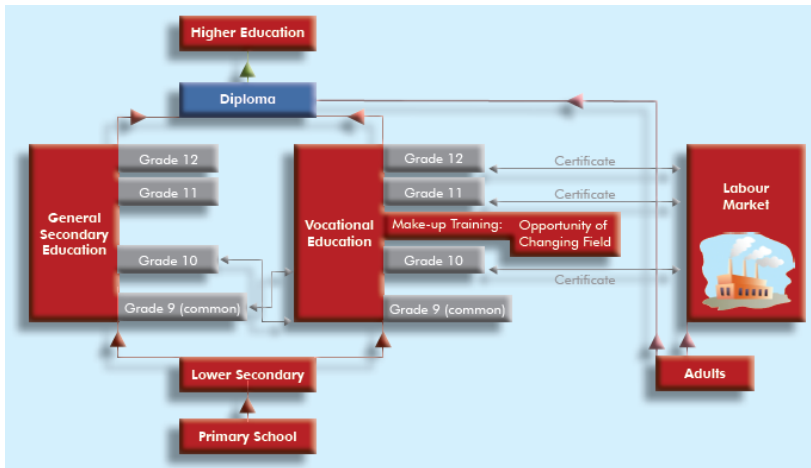 Higher Education
Diploma
General
Secondary
Education
Grade 12
Grade 11
Grade 10
Grade 9 (common)
Vocational
Education
Grade 12
Grade 11
Make-up Training:
Opportunity of
Changing Field
Grade 10
Grade 9 (common)
Certificate
Certificate
Certificate
Labour
Market
Lower Secondary
Adults
Primary School